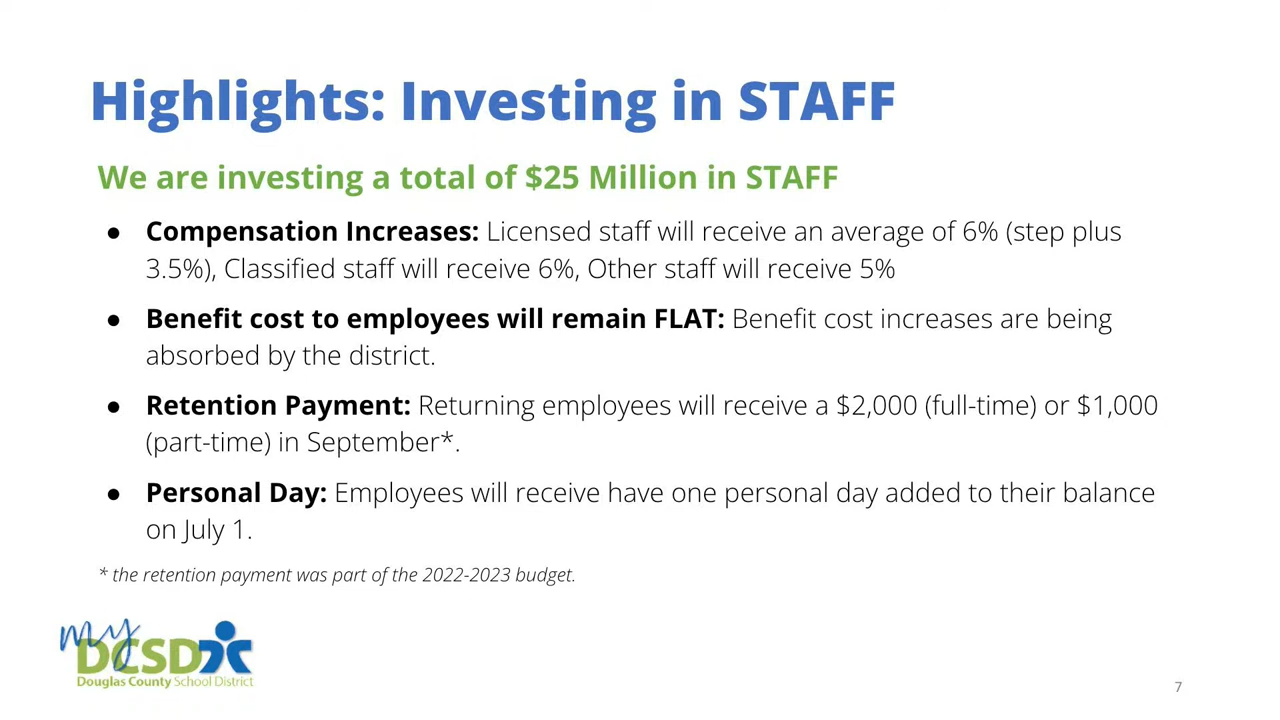 Highlights: Investing in STAFF
We are investing a total of $25 Million in STAFF
● Compensation Increases: Licensed staff will receive an average of 6% (step plus
3.5%), Classified staff will receive 6%, Other staff will receive 5%
● Benefit cost to employees will remain FLAT: Benefit cost increases are being
absorbed by the district.
● Retention Payment: Returning employees will receive a $2,000 (full-time) or $1,000
(part-time) in September*.
● Personal Day: Employees will receive have one personal day added to their balance
on July 1.
* the retention payment was part of the 2022-2023 budget.
my
DCSD
Douglas County School District
7